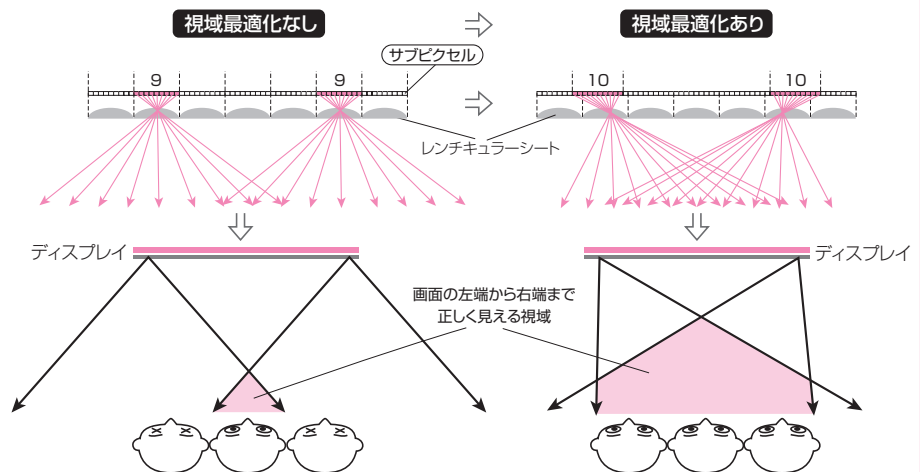 視域最適化なし
視域最適化あり
サブピクセル
9
9
10
10
レンチキュラーシート
ディスプレイ
ディスプレイ
画面の左端から右端まで
正しく見える視域